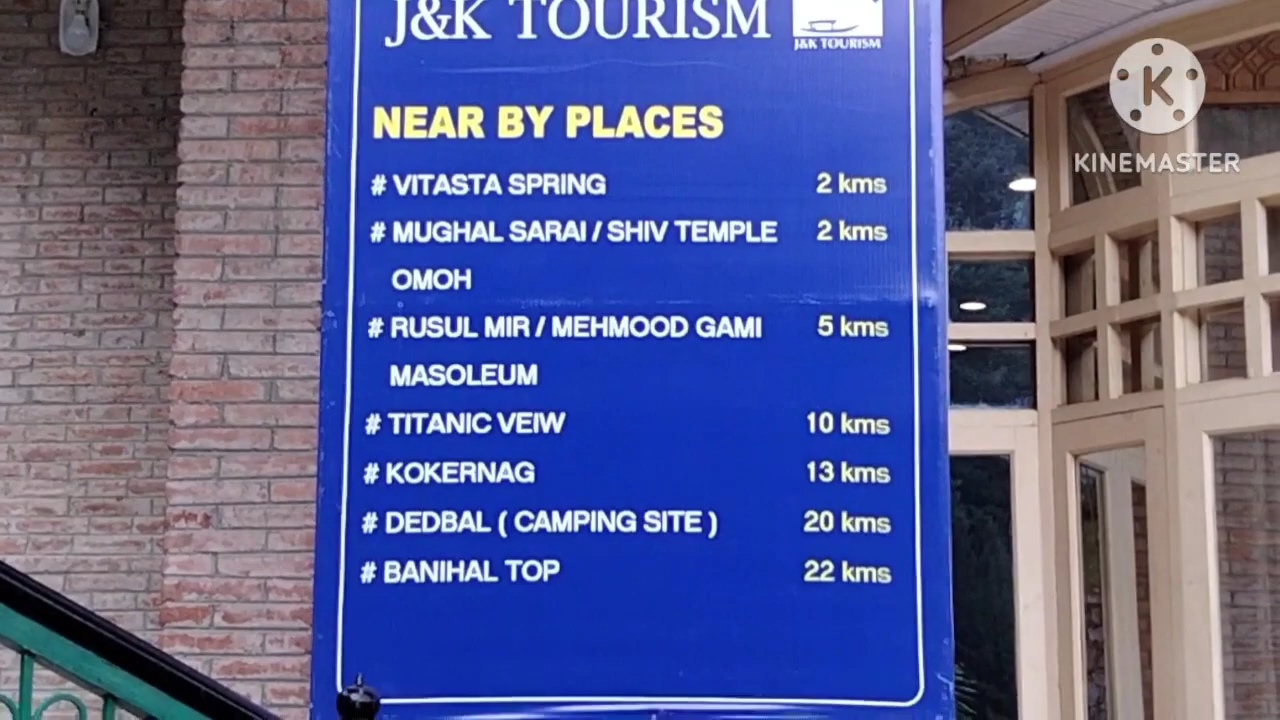 J&K TOURISM
J&K TOURISM
KINEMASTER
NEAR BY PLACES
# VITASTA SPRING 2 kms
# MUGHAL SARAI / SHIV TEMPLE 2 kms
OMOH
# RUSUL MIR / MEHMOOD GAMI 5 kms
MASOLEUM
# TITANIC VEIW 10 kms
# KOKERNAG 13 kms
# DEDBAL ( CAMPING SITE ) 20 kms
# BANIHAL TOP 22 kms